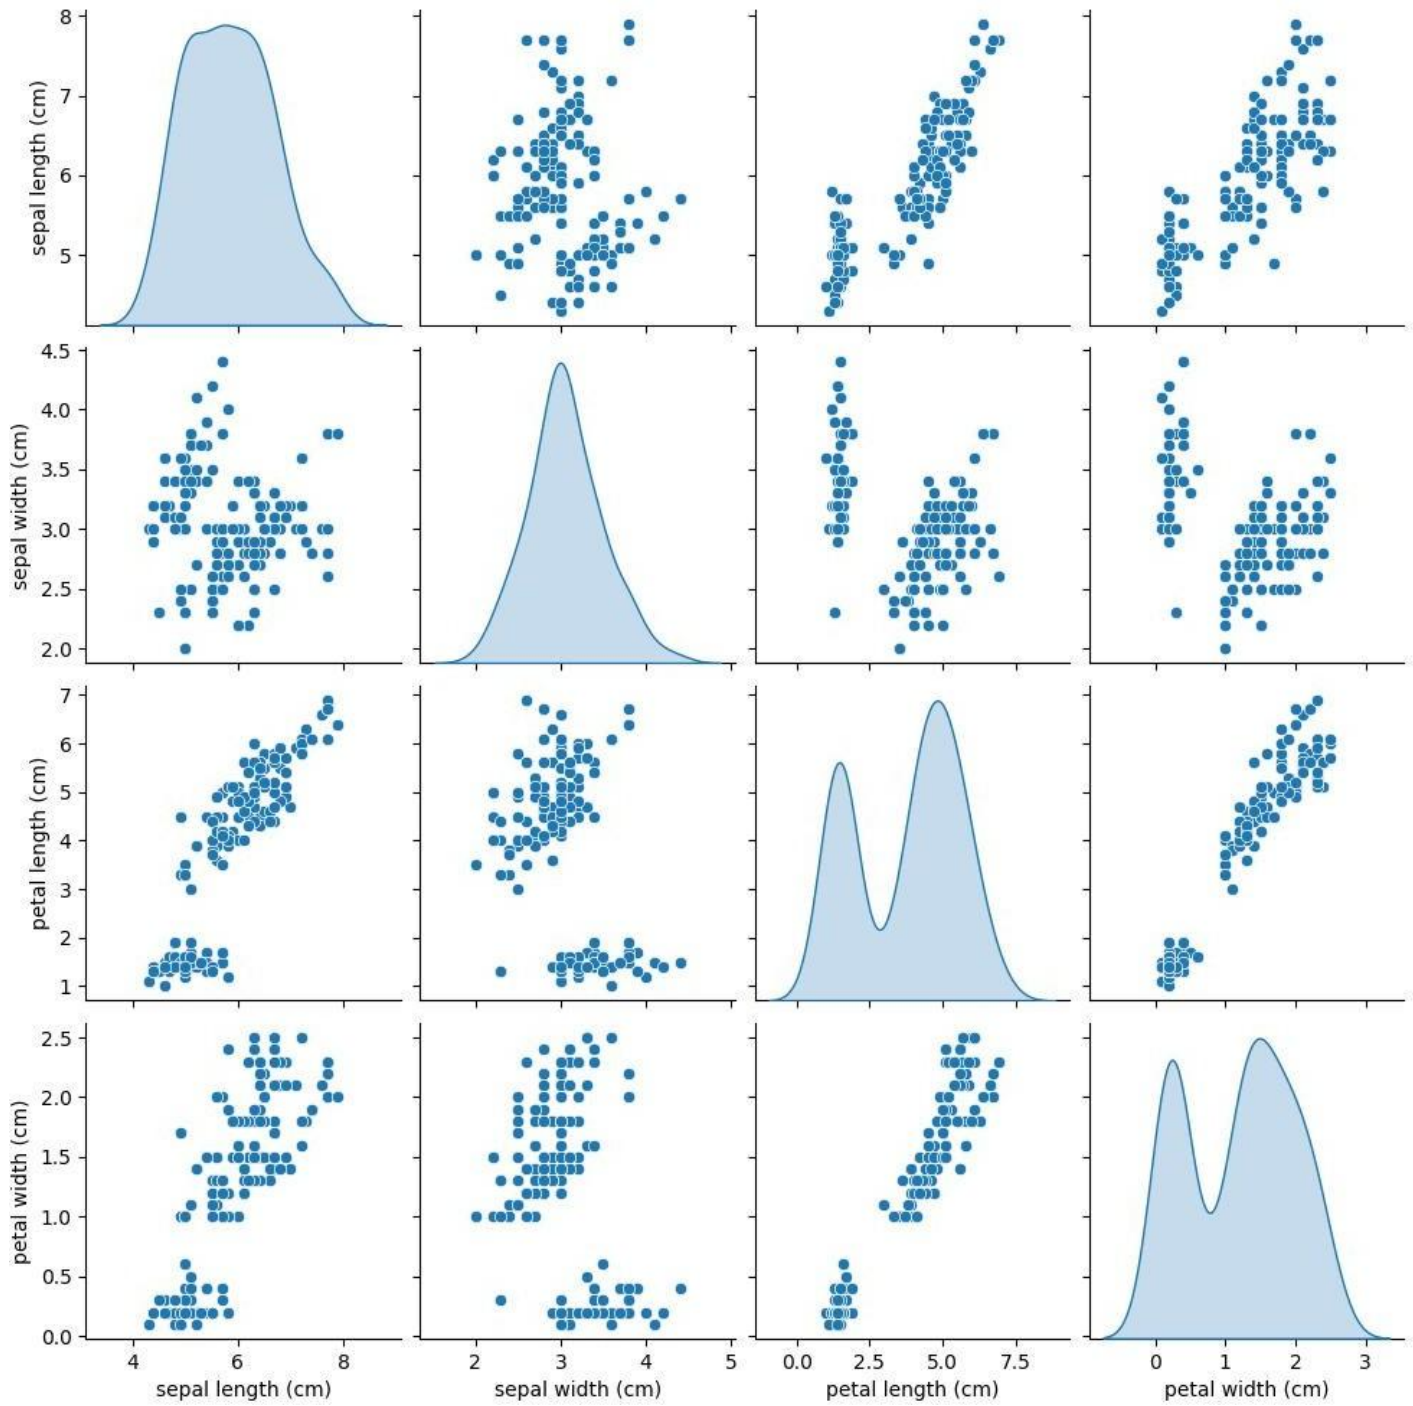 8
7
6
5
sepal length (cm)
4.5
4.0
3.5
3.0
2.5
2.0
sepal width (cm)
7
6
5
4
3
2
1
petal length (cm)
2.5
2.0
1.5
1.0
0.5
0.0
petal width (cm)
4 6 8
sepal length (cm)
2 3 4 5
sepal width (cm)
0.0 2.5 5.0 7.5
petal length (cm)
0 1 2 3
petal width (cm)